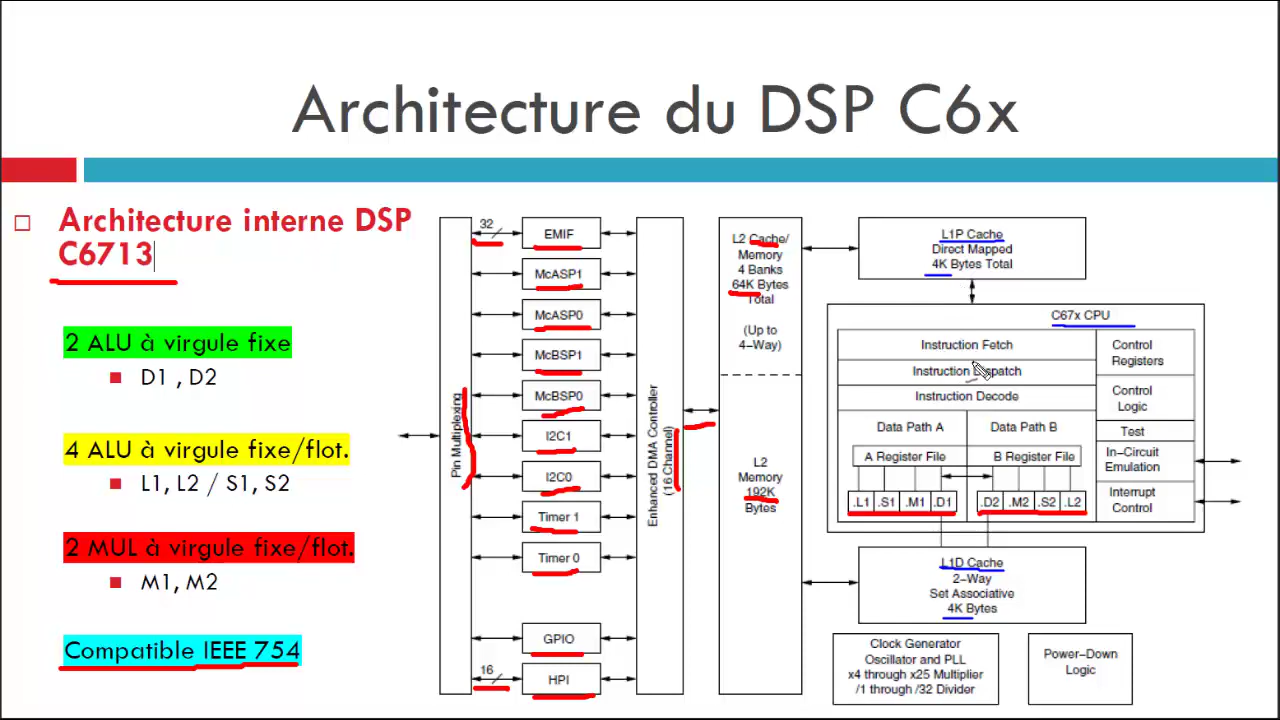 Architecture du DSP C6x
Architecture interne DSP
C6713
2 ALU à virgule fixe
D1 , D2
4 ALU à virgule fixe/flot.
L1, L2 / S1, S2
2 MUL à virgule fixe/flot.
M1, M2
Compatible IEEE 754
Pin Multiplexing
32
EMIF
McASP1
McASP0
McBSP1
McBSP0
I2C1
I2C0
Timer 1
Timer 0
GPIO
16
HPI
Enhanced DMA Controller
(16 Channel)
L2 Cache/
Memory
4 Banks
64K Bytes
Total
(Up to
4-Way)
L2
Memory
192K
Bytes
L1P Cache
Direct Mapped
4K Bytes Total
C67x CPU
Instruction Fetch
Instruction Dispatch
Instruction Decode
Data Path A
Data Path B
A Register File
B Register File
.L1 .S1 .M1 .D1
.D2 .M2 .S2 .L2
Control
Registers
Control
Logic
Test
In-Circuit
Emulation
Interrupt
Control
L1D Cache
2-Way
Set Associative
4K Bytes
Clock Generator
Oscillator and PLL
x4 through x25 Multiplier
/1 through /32 Divider
Power-Down
Logic